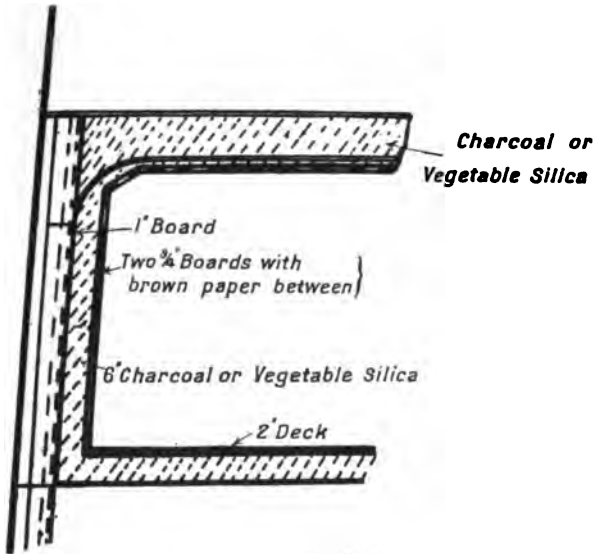 Charcoal or
Vegetable Silica
1" Board
Two 3/4" Boards with
brown paper between }
6" Charcoal or Vegetable Silica
2" Deck